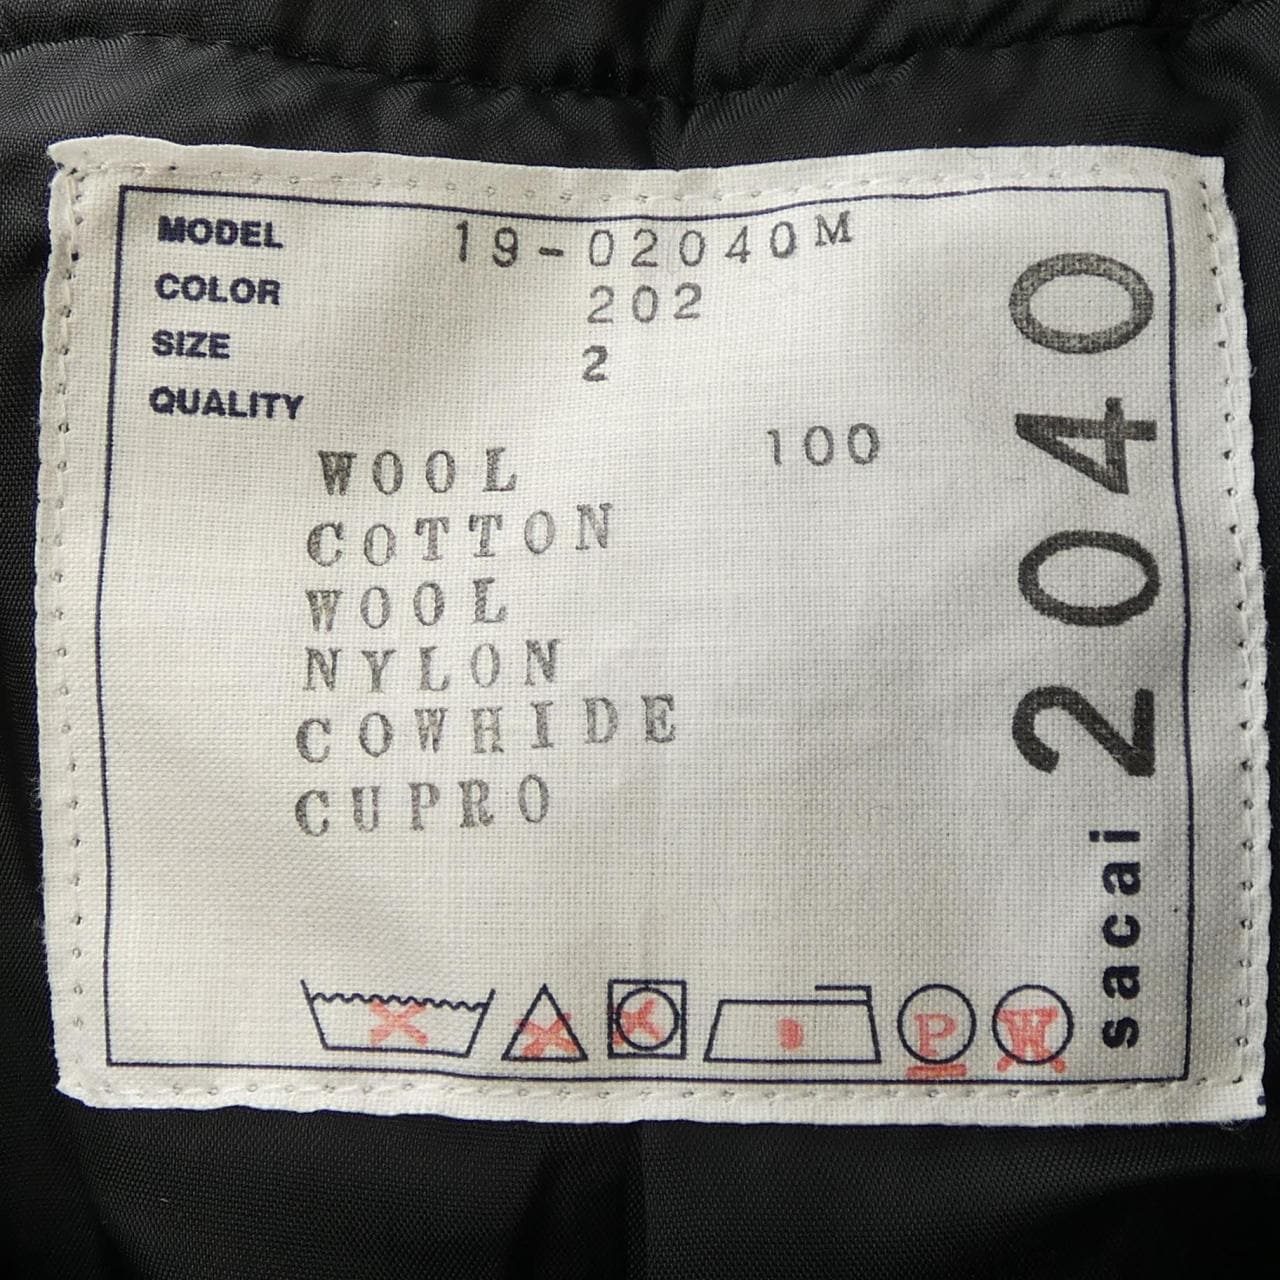 MODEL 19-02040M
COLOR 202
SIZE 2
QUALITY
WOOL 100
COTTON
WOOL
NYLON
COWHIDE
CUPRO
P
W
sacai 2040